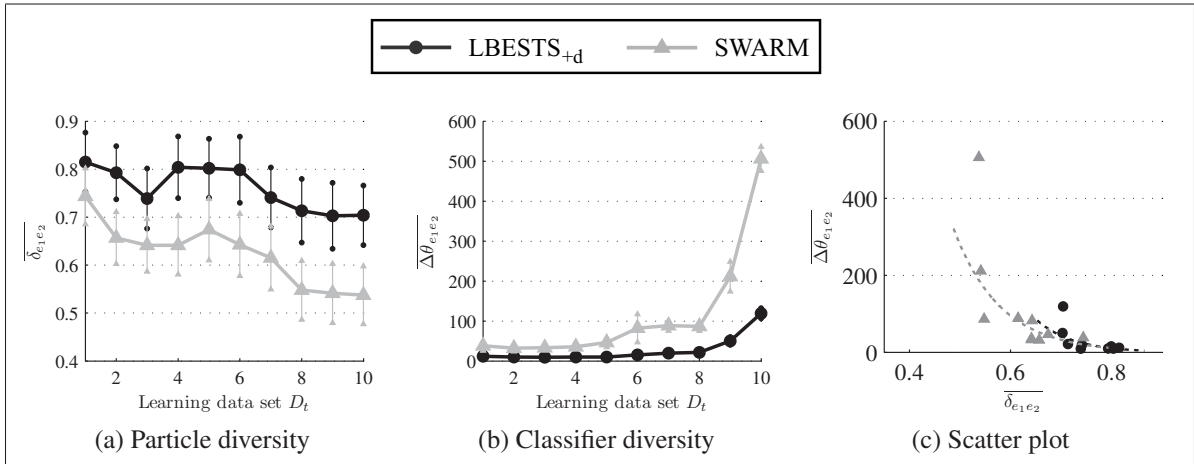 LBESTS+d SWARM
0.9
0.8
0.7
0.6
0.5
0.4
δe1e2
2 4 6 8 10
Learning data set Dt
(a) Particle diversity
600
500
400
300
200
100
0
Δθe1e2
2 4 6 8 10
Learning data set Dt
(b) Classifier diversity
600
400
200
0
Δθe1e2
0.4 0.6 0.8
δe1e2
(c) Scatter plot